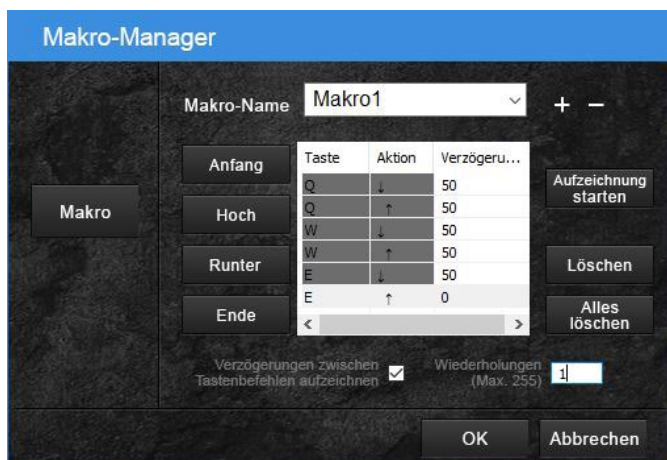 Makro-Manager
Makro-Name Makro1 + −
Makro
Anfang
Hoch
Runter
Ende
Taste Aktion Verzögeru...
Q ↓ 50
Q ↑ 50
W ↓ 50
W ↑ 50
E ↓ 50
E ↑ 0
Aufzeichnung
starten
Löschen
Alles
löschen
Verzögerungen zwischen
Tastenbefehlen aufzeichnen
Wiederholungen
(Max. 255)
1
OK Abbrechen